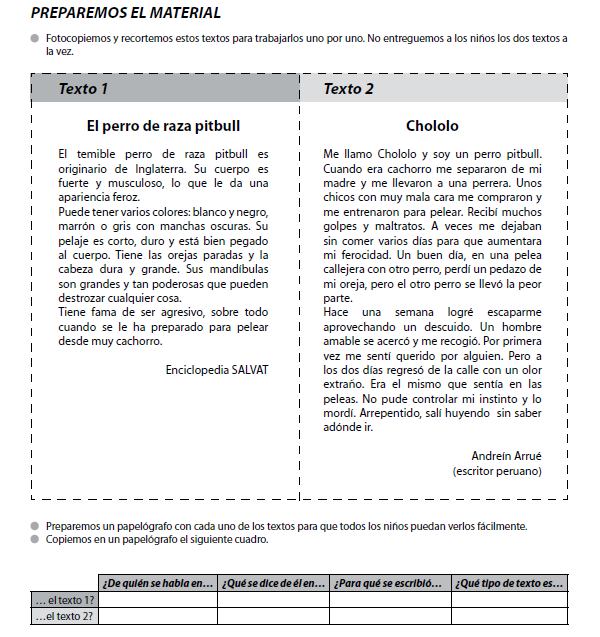 PREPAREMOS EL MATERIAL
Fotocopiemos y recortemos estos textos para trabajarlos uno por uno. No entreguemos a los niños los dos textos a
la vez.
Texto 1
El perro de raza pitbull
El temible perro de raza pitbull es
originario de Inglaterra. Su cuerpo es
fuerte y musculoso, lo que le da una
apariencia feroz.
Puede tener varios colores: blanco y negro,
marrón o gris con manchas oscuras. Su
pelaje es corto, duro y está bien pegado
al cuerpo. Tiene las orejas paradas y la
cabeza dura y grande. Sus mandíbulas
son grandes y tan poderosas que pueden
destrozar cualquier cosa.
Tiene fama de ser agresivo, sobre todo
cuando se le ha preparado para pelear
desde muy cachorro.
Enciclopedia SALVAT
Texto 2
Chololo
Me llamo Chololo y soy un perro pitbull.
Cuando era cachorro me separaron de mi
madre y me llevaron a una perrera. Unos
chicos con muy mala cara me compraron y
me entrenaron para pelear. Recibí muchos
golpes y maltratos. A veces me dejaban
sin comer varios días para que aumentara
mi ferocidad. Un buen día, en una pelea
callejera con otro perro, perdí un pedazo de
mi oreja, pero el otro perro se llevó la peor
parte.
Hace una semana logré escaparme
aprovechando un descuido. Un hombre
amable se acercó y me recogió. Por primera
vez me sentí querido por alguien. Pero a
los dos días regresó de la calle con un olor
extraño. Era el mismo que sentía en las
peleas. No pude controlar mi instinto y lo
mordí. Arrepentido, salí huyendo sin saber
adónde ir.
Andreín Arrué
(escritor peruano)
Preparemos un papelógrafo con cada uno de los textos para que todos los niños puedan verlos fácilmente.
Copiemos en un papelógrafo el siguiente cuadro.
¿De quién se habla en… ¿Qué se dice de él en… ¿Para qué se escribió… ¿Qué tipo de texto es…
… el texto 1?
…el texto 2?